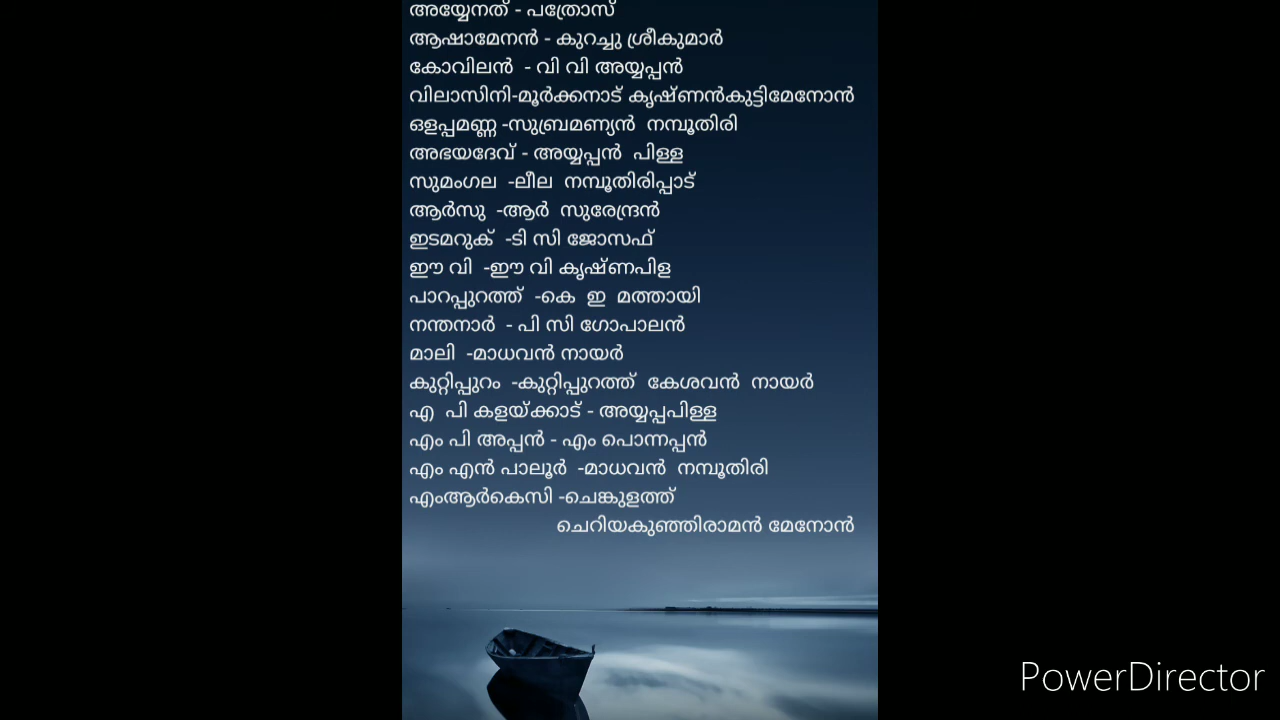 അയ്യേനത് - പത്രോസ്
ആഷാമേനൻ - കുറച്ചു ശ്രീകുമാർ
കോവിലൻ - വി വി അയ്യപ്പൻ
വിലാസിനി-മൂർക്കനാട് കൃഷ്ണൻകുട്ടിമേനോൻ
ഒളപ്പമണ്ണ -സുബ്രമണ്യൻ നമ്പൂതിരി
അഭയദേവ് - അയ്യപ്പൻ പിള്ള
സുമംഗല -ലീല നമ്പൂതിരിപ്പാട്
ആർസു -ആർ സുരേന്ദ്രൻ
ഇടമറുക് -ടി സി ജോസഫ്
ഈ വി -ഈ വി കൃഷ്ണപിള
പാറപ്പുറത്ത് -കെ ഇ മത്തായി
നന്തനാർ - പി സി ഗോപാലൻ
മാലി -മാധവൻ നായർ
കുറ്റിപ്പുറം -കുറ്റിപ്പുറത്ത് കേശവൻ നായർ
എ പി കളയ്ക്കാട് - അയ്യപ്പപിള്ള
എം പി അപ്പൻ - എം പൊന്നപ്പൻ
എം എൻ പാലൂർ -മാധവൻ നമ്പൂതിരി
എംആർകെസി -ചെങ്കുളത്ത്
ചെറിയകുഞ്ഞിരാമൻ മേനോൻ
PowerDirector